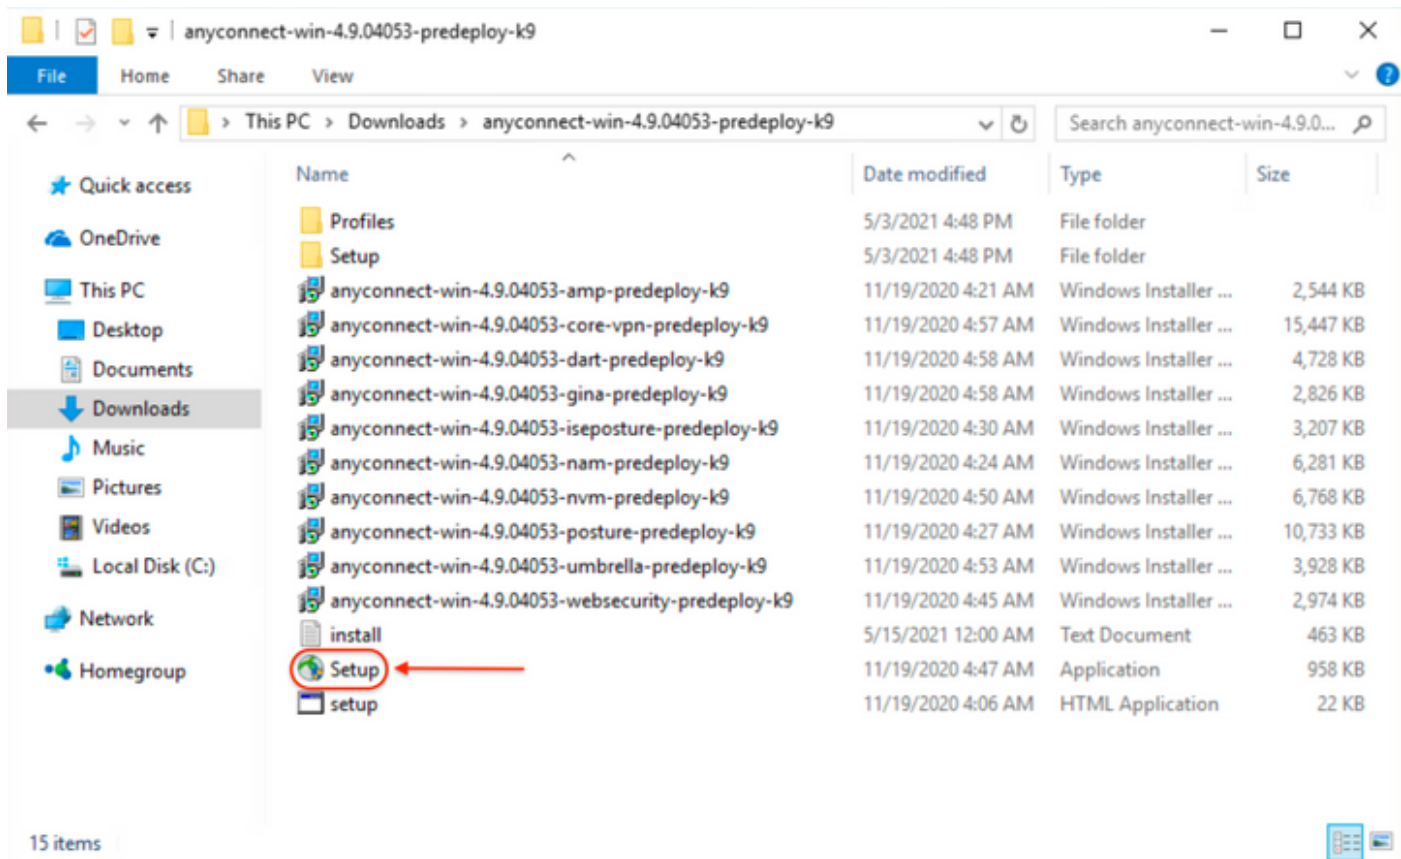 anyconnect-win-4.9.04053-predeploy-k9
File Home Share View
This PC > Downloads > anyconnect-win-4.9.04053-predeploy-k9 Search anyconnect-win-4.9.0...
Name Date modified Type Size
Quick access
OneDrive
This PC
Desktop
Documents
Downloads
Music
Pictures
Videos
Local Disk (C:)
Network
Homegroup
Profiles 5/3/2021 4:48 PM File folder
Setup 5/3/2021 4:48 PM File folder
anyconnect-win-4.9.04053-amp-predeploy-k9 11/19/2020 4:21 AM Windows Installer ... 2,544 KB
anyconnect-win-4.9.04053-core-vpn-predeploy-k9 11/19/2020 4:57 AM Windows Installer ... 15,447 KB
anyconnect-win-4.9.04053-dart-predeploy-k9 11/19/2020 4:58 AM Windows Installer ... 4,728 KB
anyconnect-win-4.9.04053-gina-predeploy-k9 11/19/2020 4:58 AM Windows Installer ... 2,826 KB
anyconnect-win-4.9.04053-iseposture-predeploy-k9 11/19/2020 4:30 AM Windows Installer ... 3,207 KB
anyconnect-win-4.9.04053-nam-predeploy-k9 11/19/2020 4:24 AM Windows Installer ... 6,281 KB
anyconnect-win-4.9.04053-nvm-predeploy-k9 11/19/2020 4:50 AM Windows Installer ... 6,768 KB
anyconnect-win-4.9.04053-posture-predeploy-k9 11/19/2020 4:27 AM Windows Installer ... 10,733 KB
anyconnect-win-4.9.04053-umbrella-predeploy-k9 11/19/2020 4:53 AM Windows Installer ... 3,928 KB
anyconnect-win-4.9.04053-websecurity-predeploy-k9 11/19/2020 4:45 AM Windows Installer ... 2,974 KB
install 5/15/2021 12:00 AM Text Document 463 KB
Setup 11/19/2020 4:47 AM Application 958 KB
setup 11/19/2020 4:06 AM HTML Application 22 KB
15 items